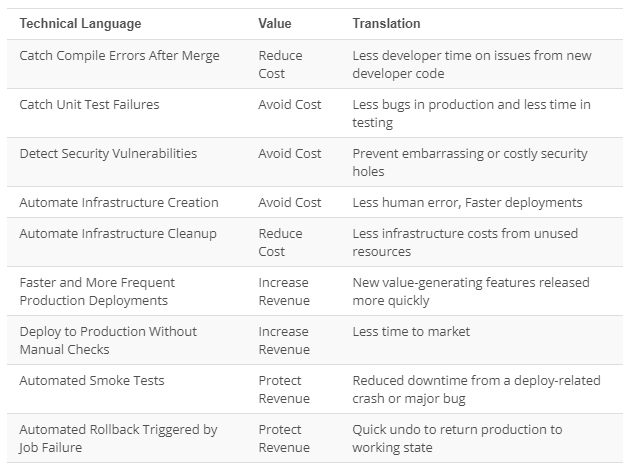 Technical Language Value Translation
Catch Compile Errors After Merge Reduce Less developer time on issues from new
Cost developer code
Catch Unit Test Failures Avoid Cost Less bugs in production and less time in
testing
Detect Security Vulnerabilities Avoid Cost Prevent embarrassing or costly security
holes
Automate Infrastructure Creation Avoid Cost Less human error, Faster deployments
Automate Infrastructure Cleanup Reduce Less infrastructure costs from unused
Cost resources
Faster and More Frequent Increase New value-generating features released
Production Deployments Revenue more quickly
Deploy to Production Without Increase Less time to market
Manual Checks Revenue
Automated Smoke Tests Protect Reduced downtime from a deploy-related
Revenue crash or major bug
Automated Rollback Triggered by Protect Quick undo to return production to
Job Failure Revenue working state